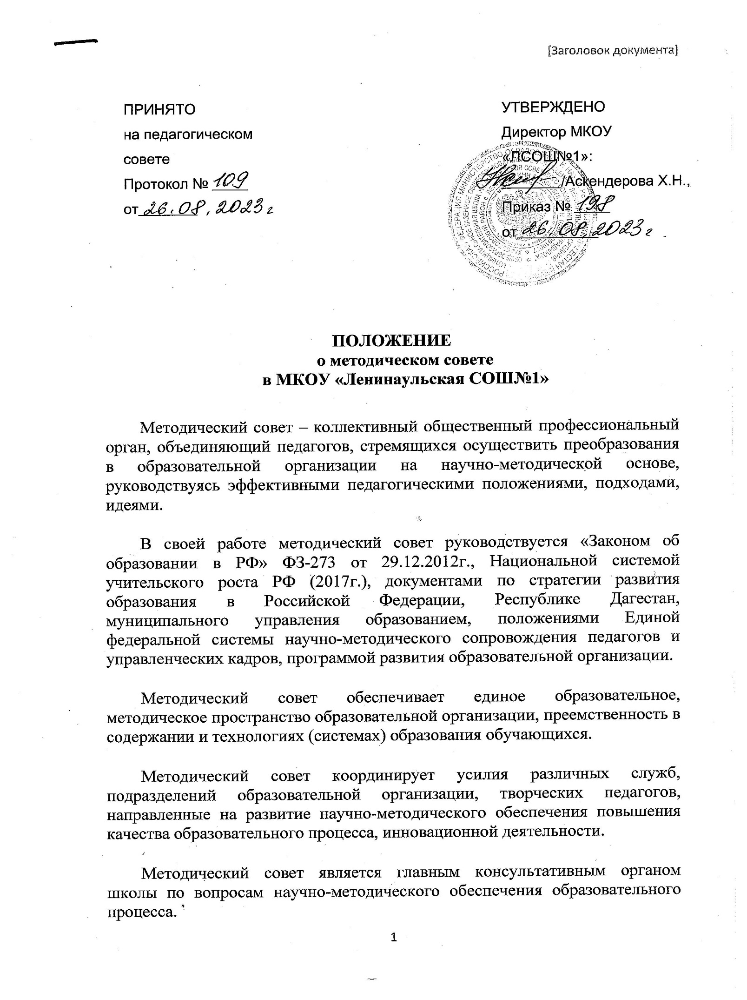 [Заголовок документа]
ПРИНЯТО
на педагогическом
совете
Протокол № 109
от 26.08, 2023 г
УТВЕРЖДЕНО
Директор МКОУ
«ЛСОШ№1»:
/Аскендерова Х.Н.,
Приказ № 198
от 26.08.2023 г
ПОЛОЖЕНИЕ
о методическом совете
в МКОУ «Ленинаульская СОШ№1»
Методический совет – коллективный общественный профессиональный
орган, объединяющий педагогов, стремящихся осуществить преобразования
в образовательной организации на научно-методической основе,
руководствуясь эффективными педагогическими положениями, подходами,
идеями.
В своей работе методический совет руководствуется «Законом об
образовании в РФ» ФЗ-273 от 29.12.2012г., Национальной системой
учительского роста РФ (2017г.), документами по стратегии развития
образования в Российской Федерации, Республике Дагестан,
муниципального управления образованием, положениями Единой
федеральной системы научно-методического сопровождения педагогов и
управленческих кадров, программой развития образовательной организации.
Методический совет обеспечивает единое образовательное,
методическое пространство образовательной организации, преемственность в
содержании и технологиях (системах) образования обучающихся.
Методический совет координирует усилия различных служб,
подразделений образовательной организации, творческих педагогов,
направленные на развитие научно-методического обеспечения повышения
качества образовательного процесса, инновационной деятельности.
Методический совет является главным консультативным органом
школы по вопросам научно-методического обеспечения образовательного
процесса.
1